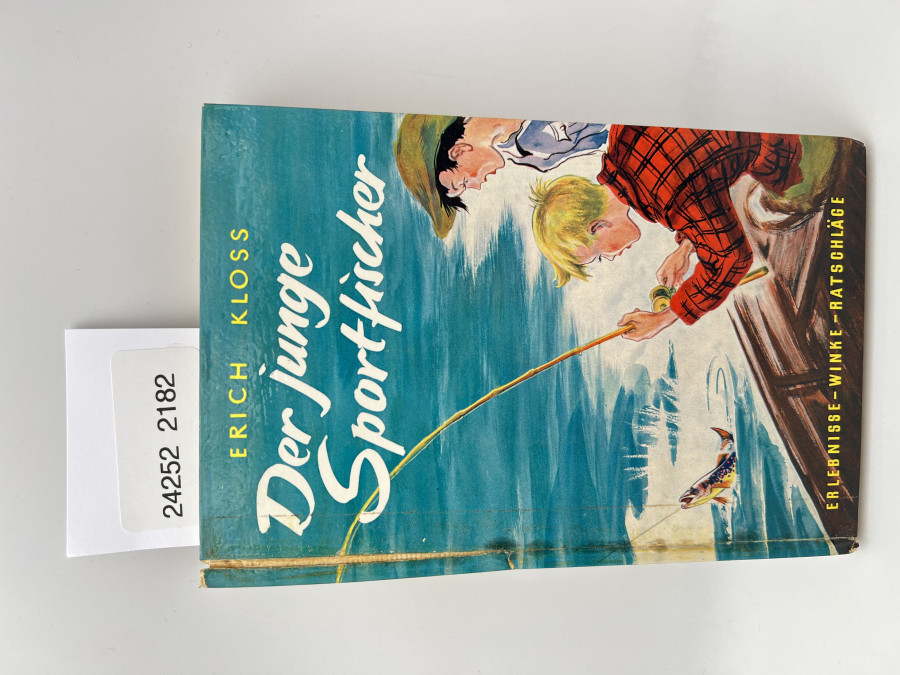 ERICH KLOSS
Der junge
Sportfischer
ERLEBNISSE–WINKE–RATSCHLÄGE
24252 2182